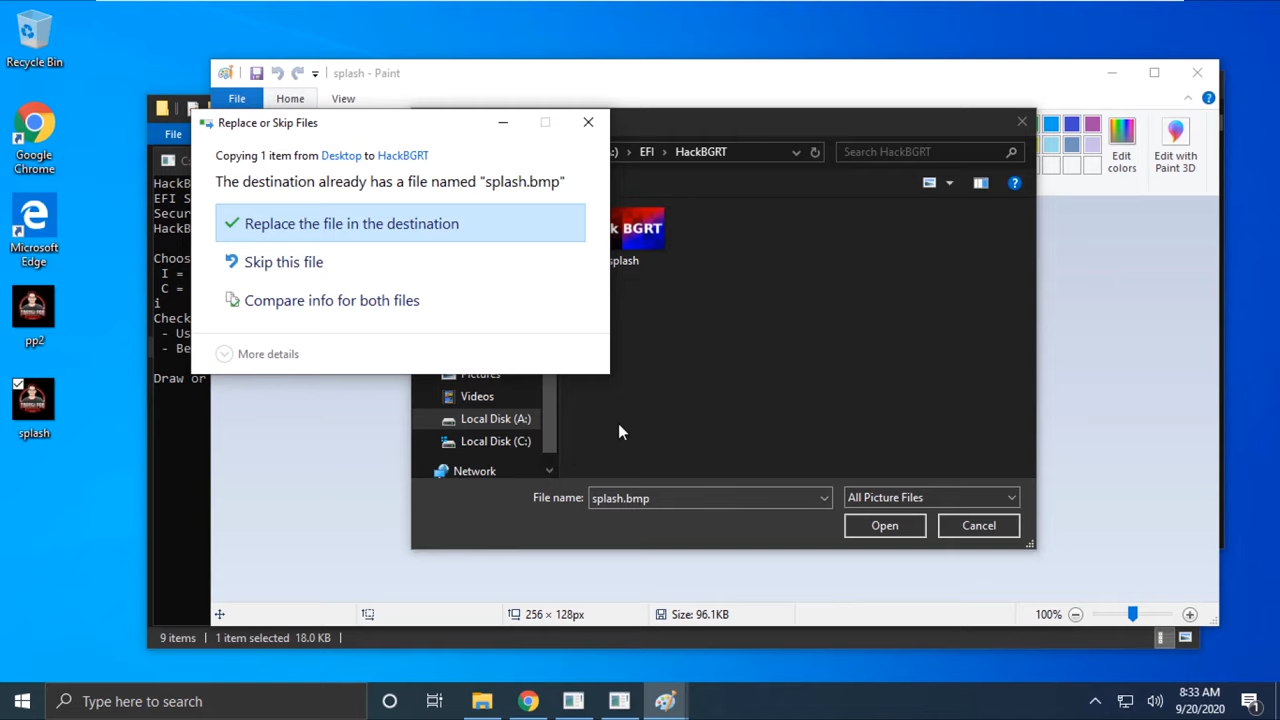 Recycle Bin
Google
Chrome
Microsoft
Edge
pp2
splash
splash - Paint
File
Home
View
Edit
colors
Edit with
Paint 3D
File
HackB
EFI S
Secur
HackB
Choos
I =
C =
i
Check
- Us
- Be
Draw or
Replace or Skip Files
Copying 1 item from Desktop to HackBGRT
The destination already has a file named “splash.bmp”
Replace the file in the destination
Skip this file
Compare info for both files
More details
:) › EFI › HackBGRT
Search HackBGRT
k BGRT
splash
Pictures
Videos
Local Disk (A:)
Local Disk (C:)
Network
File name:
splash.bmp
All Picture Files
Open
Cancel
256 × 128px
Size: 96.1KB
100%
9 items
1 item selected 18.0 KB
Type here to search
8:33 AM
9/20/2020
1